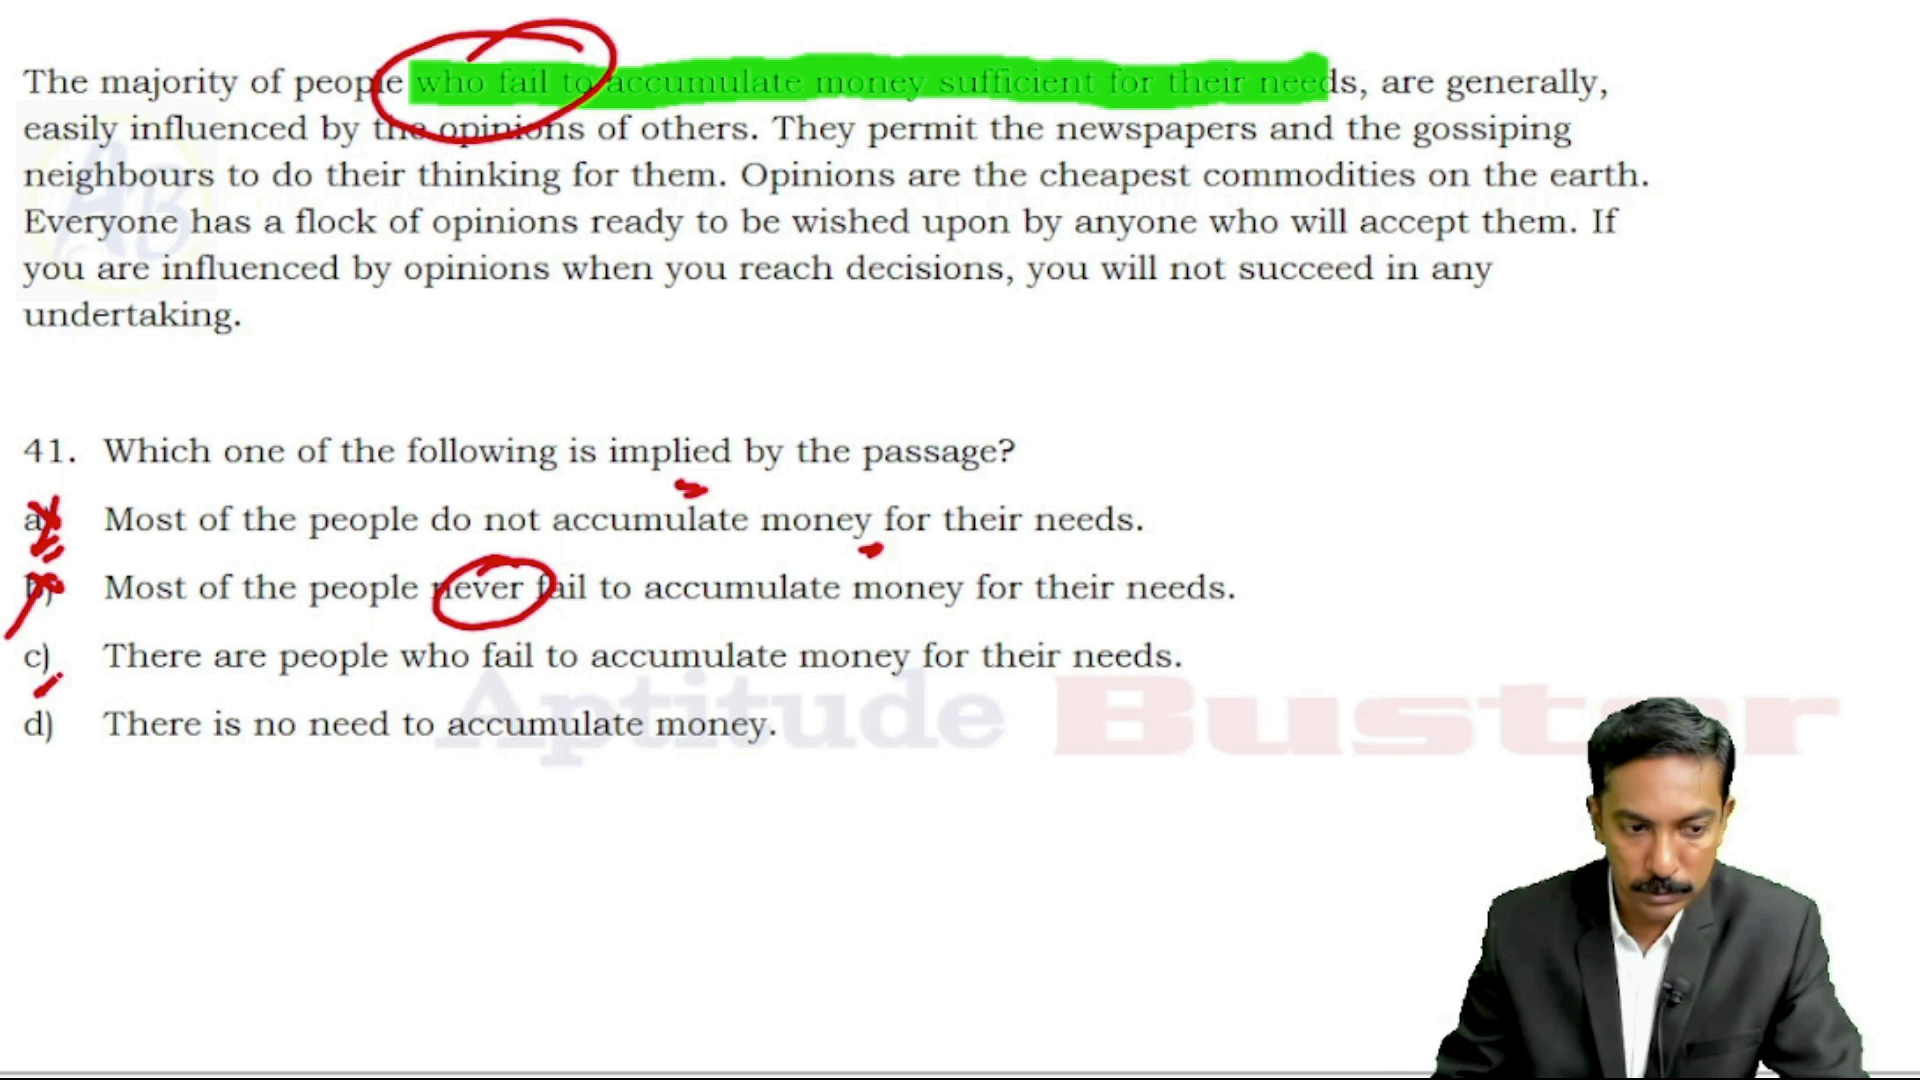 The majority of people who fail to accumulate money sufficient for their needs, are generally,
easily influenced by the opinions of others. They permit the newspapers and the gossiping
neighbours to do their thinking for them. Opinions are the cheapest commodities on the earth.
Everyone has a flock of opinions ready to be wished upon by anyone who will accept them. If
you are influenced by opinions when you reach decisions, you will not succeed in any
undertaking.
41. Which one of the following is implied by the passage?
a) Most of the people do not accumulate money for their needs.
b) Most of the people never fail to accumulate money for their needs.
c) There are people who fail to accumulate money for their needs.
d) There is no need to accumulate money.
Aptitude Buster
AB